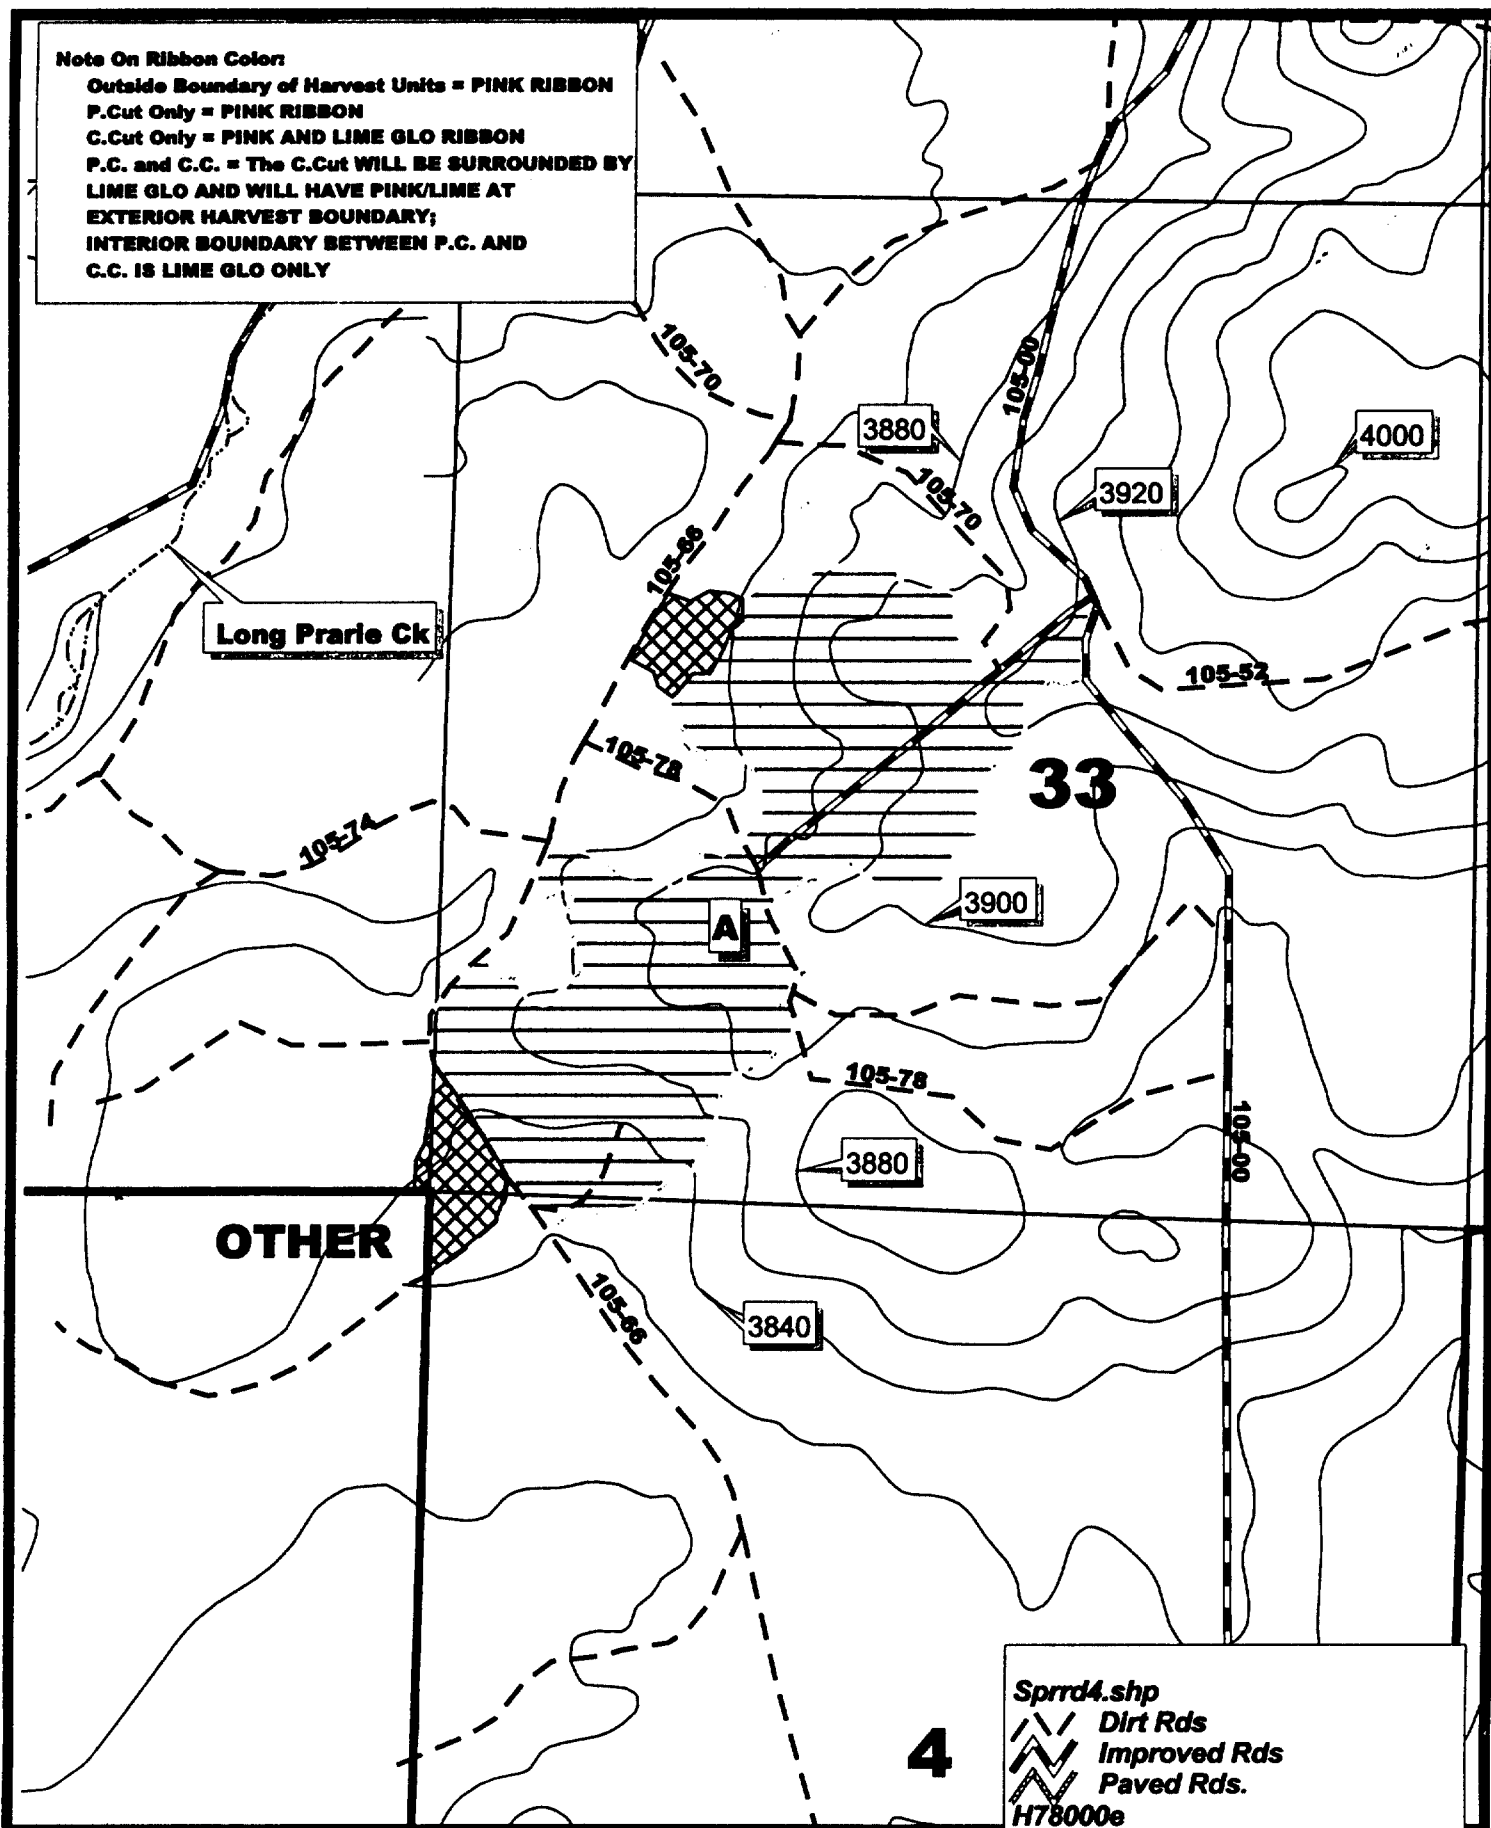 Note On Ribbon Color:
Outside Boundary of Harvest Units = PINK RIBBON
P.Cut Only = PINK RIBBON
C.Cut Only = PINK AND LIME GLO RIBBON
P.C. and C.C. = The C.Cut WILL BE SURROUNDED BY
LIME GLO AND WILL HAVE PINK/LIME AT
EXTERIOR HARVEST BOUNDARY;
INTERIOR BOUNDARY BETWEEN P.C. AND
C.C. IS LIME GLO ONLY
105-70
105-00
3880
4000
3920
105-70
105-66
Long Prarie Ck
105-52
105-78
33
105-74
3900
A
105-78
105-00
3880
OTHER
105-66
3840
4
Sprrd4.shp
Dirt Rds
Improved Rds
Paved Rds.
H78000e